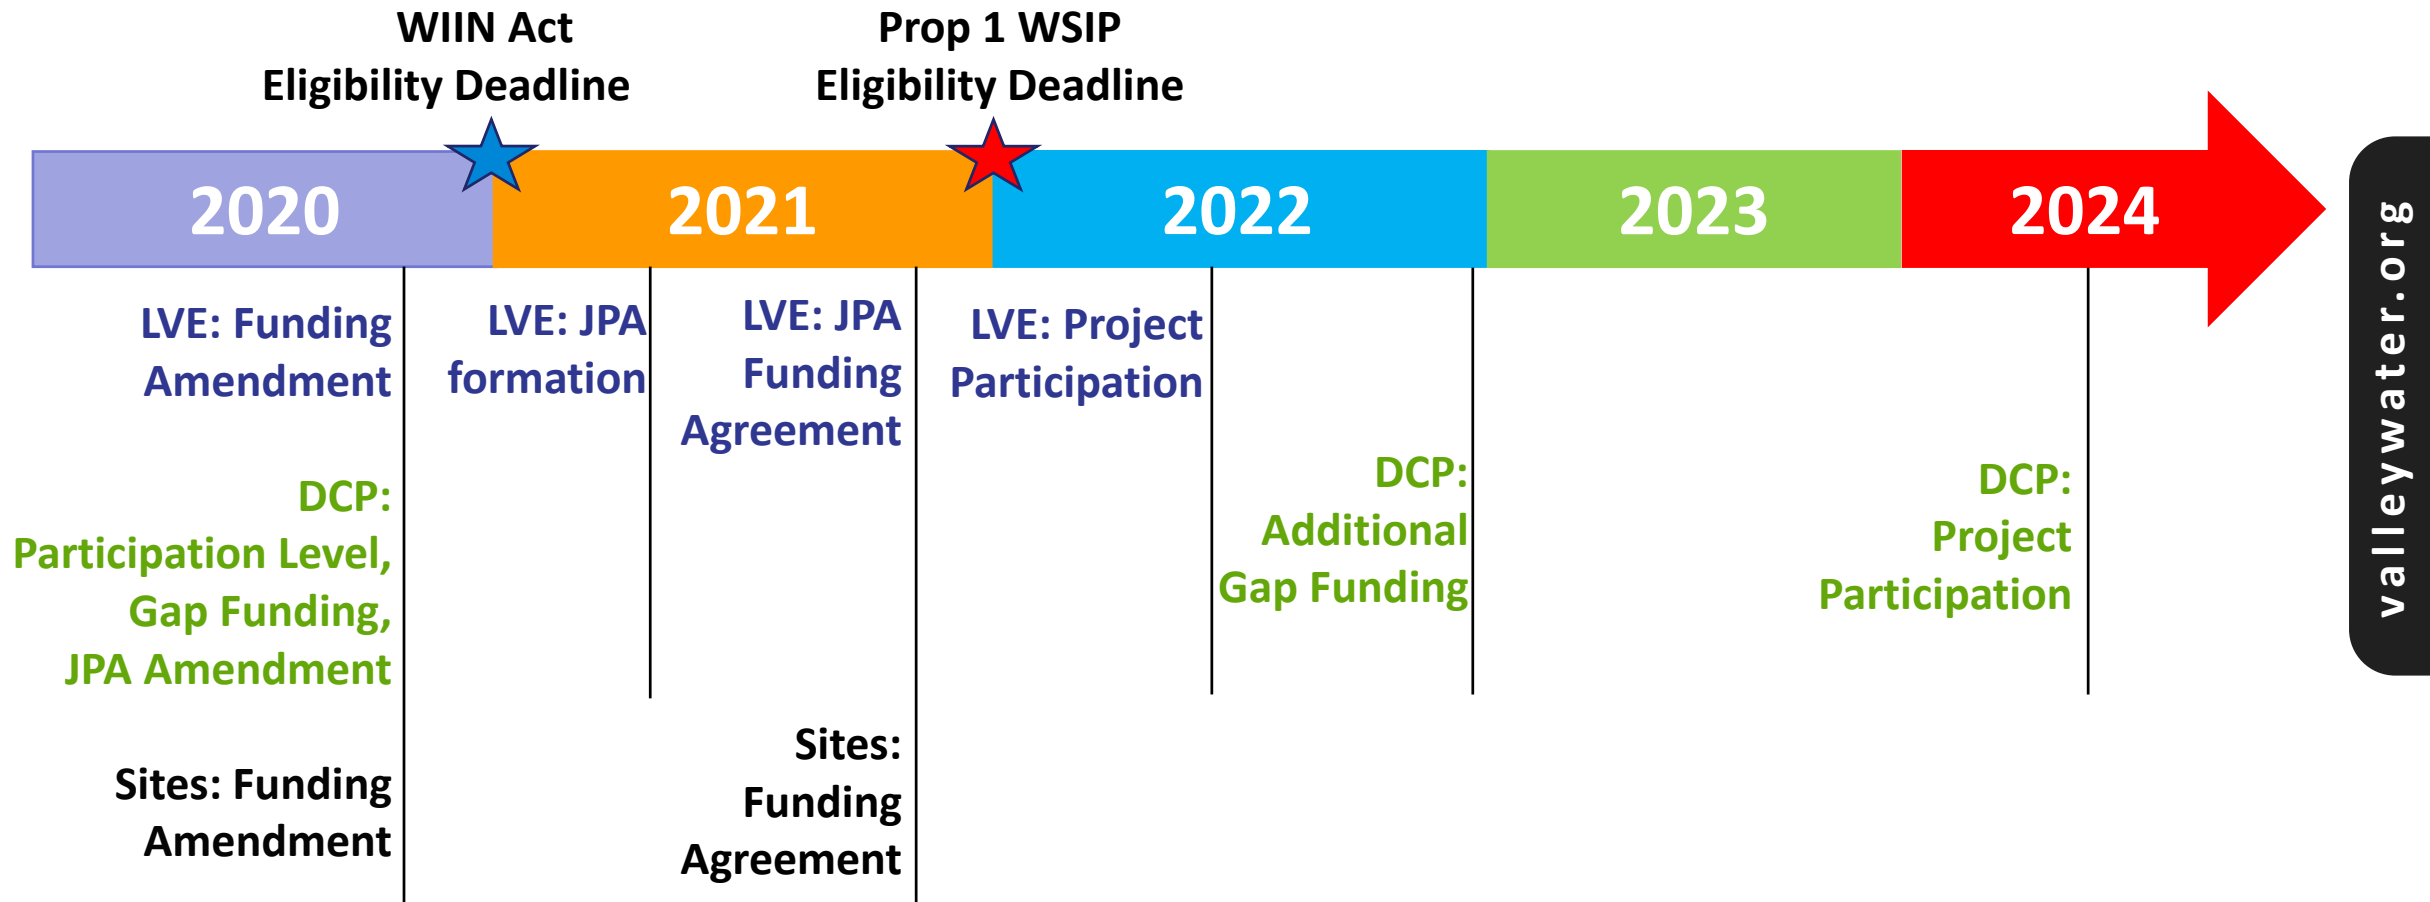 WIIN Act
Eligibility Deadline
Prop 1 WSIP
Eligibility Deadline
2020
2021
2022
2023
2024
LVE: Funding
Amendment
LVE: JPA
formation
LVE: JPA
Funding
Agreement
LVE: Project
Participation
DCP:
Participation Level,
Gap Funding,
JPA Amendment
DCP:
Additional
Gap Funding
DCP:
Project
Participation
Sites: Funding
Amendment
Sites:
Funding
Agreement
valleywater.org